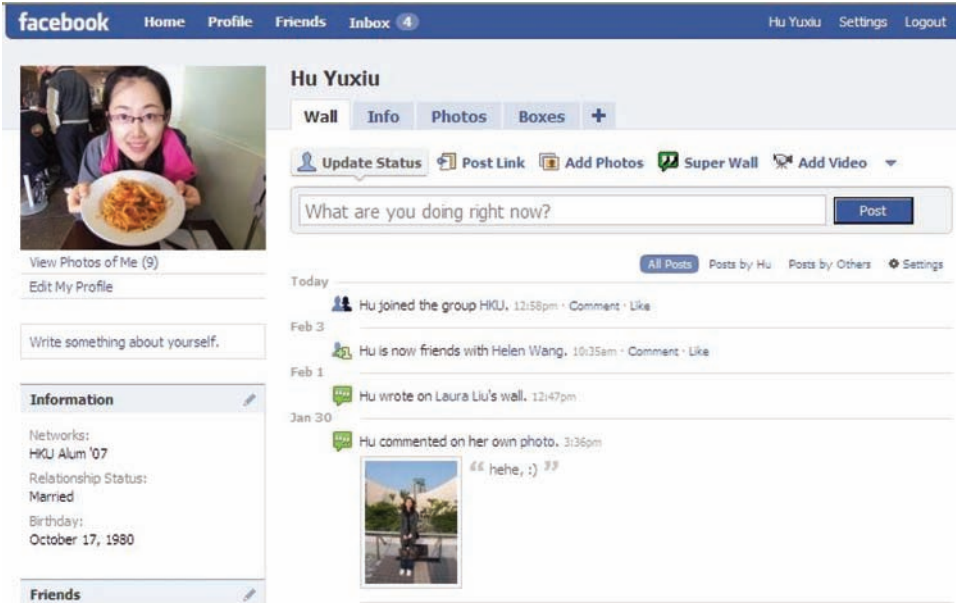 facebook Home Profile Friends Inbox 4 Hu Yuxiu Settings Logout
Hu Yuxiu
Wall Info Photos Boxes +
Update Status Post Link Add Photos Super Wall Add Video
What are you doing right now? Post
View Photos of Me (9)
Edit My Profile
Write something about yourself.
Information
Networks:
HKU Alum '07
Relationship Status:
Married
Birthday:
October 17, 1980
Friends
All Posts Posts by Hu Posts by Others Settings
Today
Hu joined the group HKU. 12:58pm · Comment · Like
Feb 3
Hu is now friends with Helen Wang. 10:35am · Comment · Like
Feb 1
Hu wrote on Laura Liu's wall. 12:47pm
Jan 30
Hu commented on her own photo. 3:36pm
“ hehe, :) ”